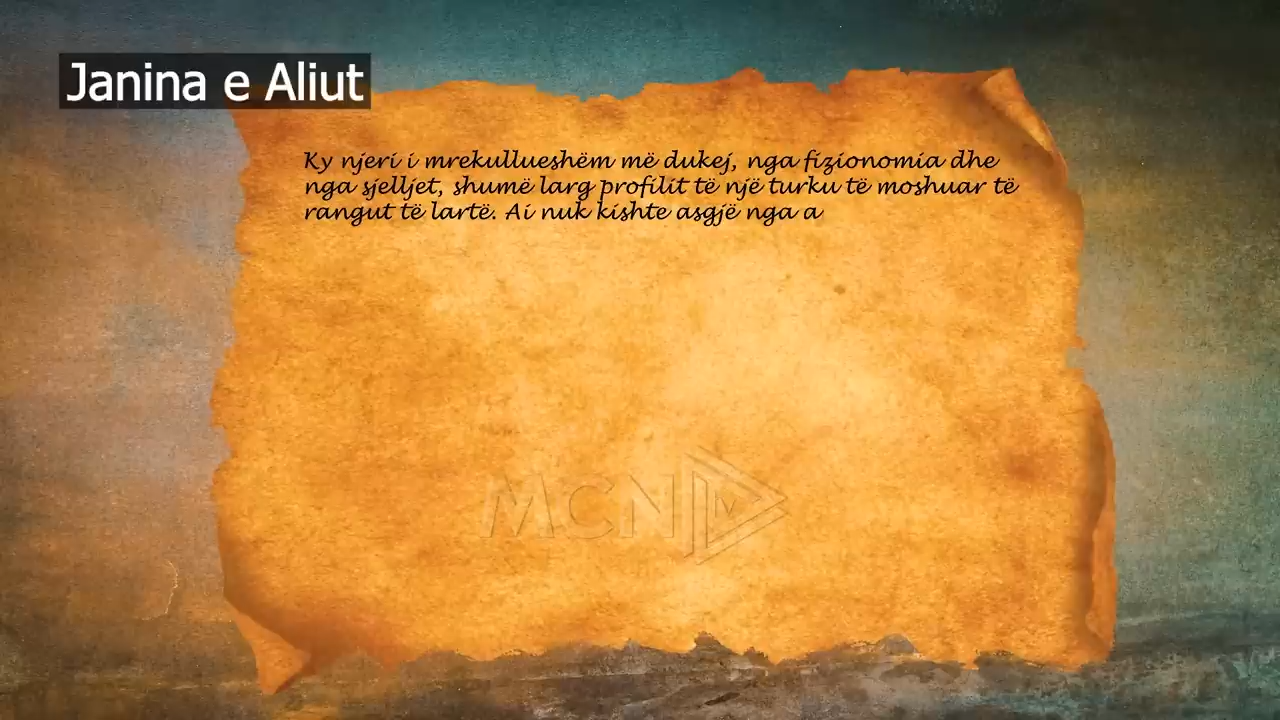 Janina e Aliut
Ky njeri i mrekullueshëm më dukej, nga fizionomia dhe
nga sjelljet, shumë larg profilit të një turku të moshuar të
rangut të lartë. Ai nuk kishte asgjë nga a
MCN